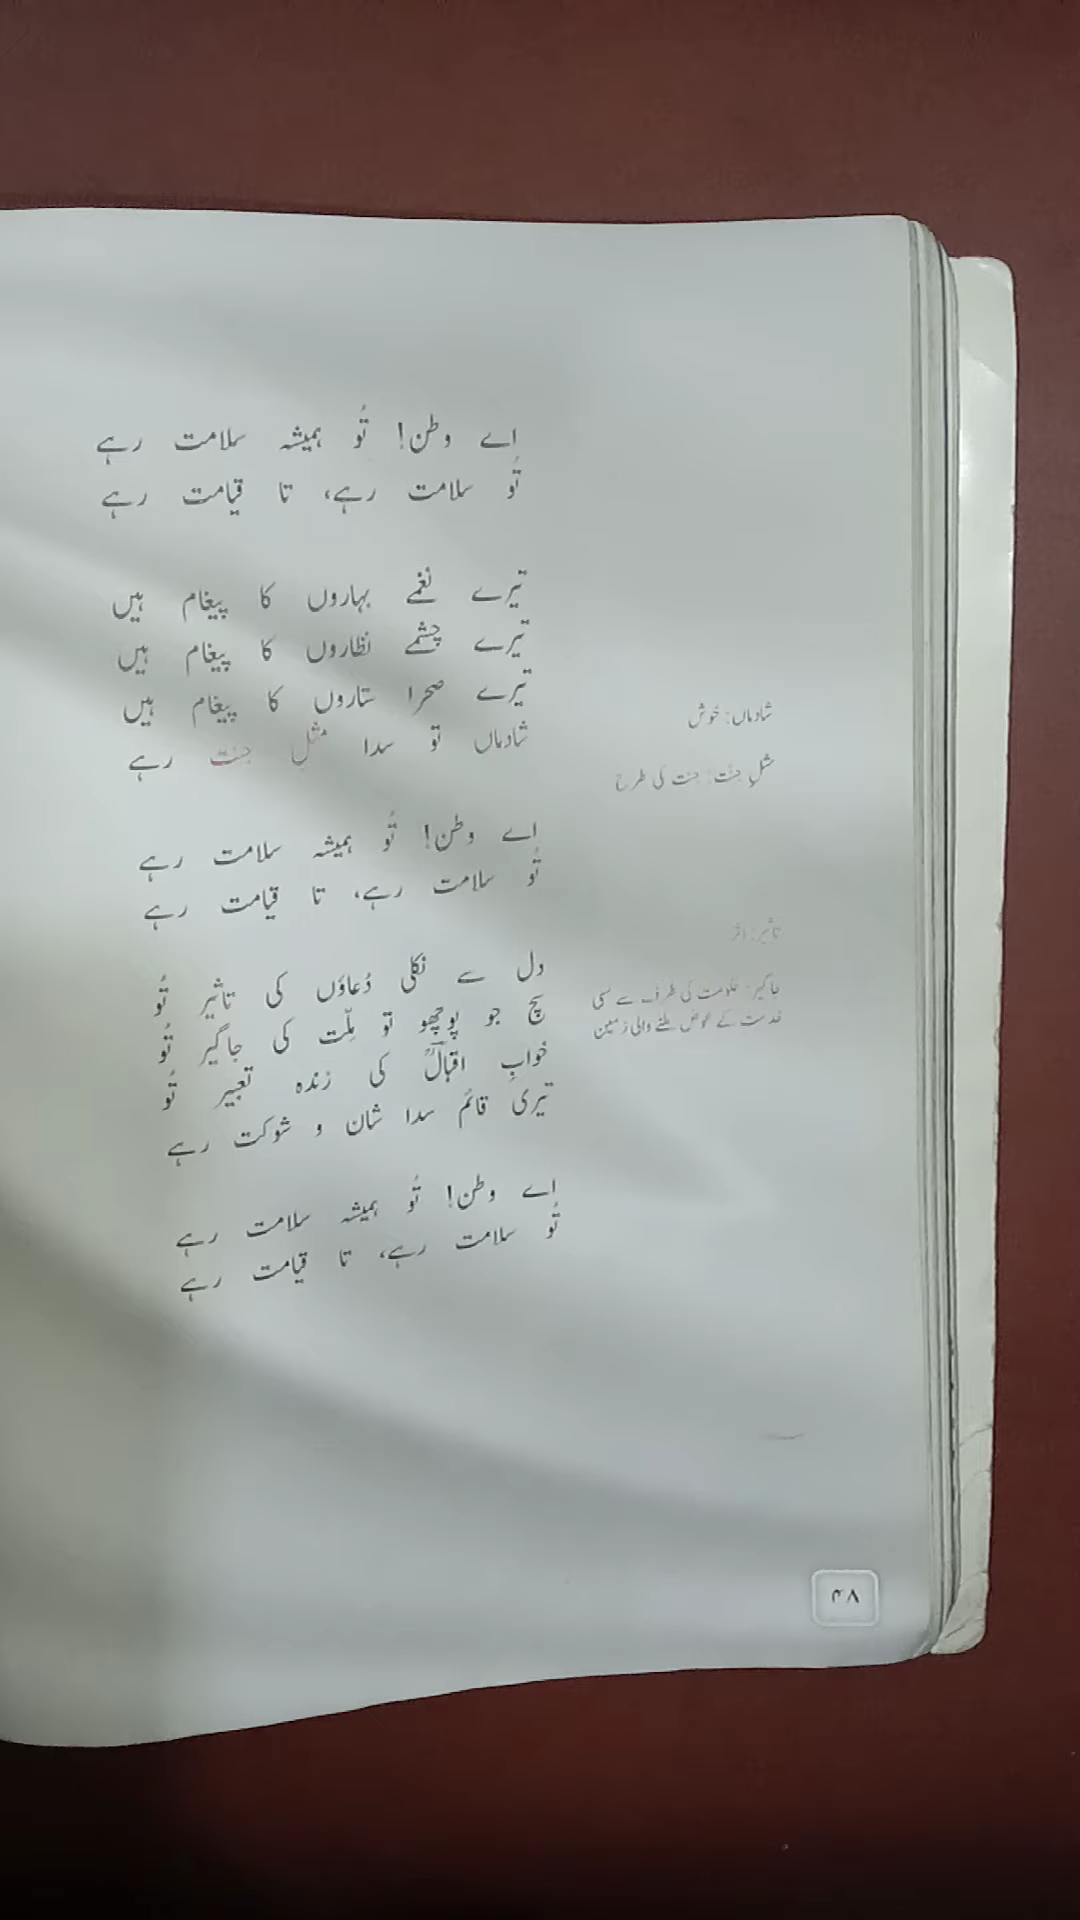 اے وطن! تُو ہمیشہ سلامت رہے
تُو سلامت رہے، تا قیامت رہے
تیرے نغمے بہاروں کا پیغام ہیں
تیرے چشمے نظاروں کا پیغام ہیں
تیرے صحرا ستاروں کا پیغام ہیں
شادماں تو سدا مثلِ جنت رہے
شادماں: خوش
مثلِ جنّت: جنت کی طرح
اے وطن! تُو ہمیشہ سلامت رہے
تُو سلامت رہے، تا قیامت رہے
دل سے نکلی دُعاؤں کی تاثیر تُو
سچ جو پوچھو تو مِلّت کی جاگیر تُو
خوابِ اقبالؒ کی زندہ تعبیر تُو
تیری قائم سدا شان و شوکت رہے
تاثیر: اثر
جاگیر: حکومت کی طرف سے کسی
خدمت کے عوض ملنے والی زمین
اے وطن! تُو ہمیشہ سلامت رہے
تُو سلامت رہے، تا قیامت رہے
۴۸